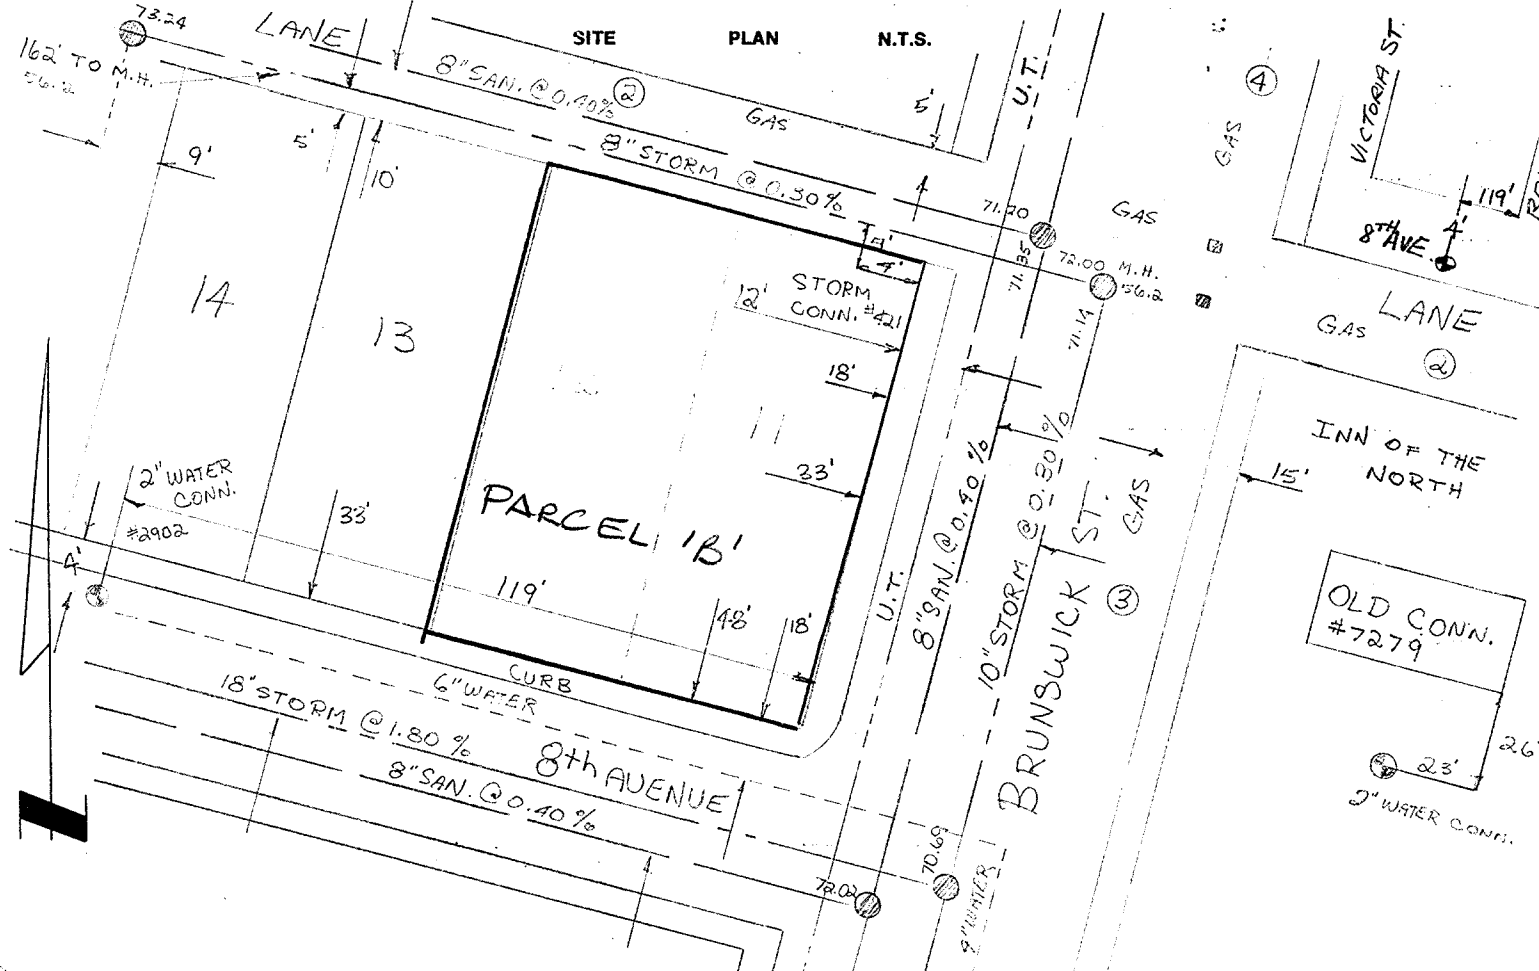 73.24
LANE
SITE PLAN N.T.S.
162' TO M.H.
56.2
8" SAN. @ 0.40%
2
GAS
5'
U.T.
4
GAS
VICTORIA ST.
119'
4'
8TH AVE.
9'
5'
10'
8" STORM @ 0.30%
71.20
GAS
71.35
72.00 M.H.
56.2
71.14
LANE
GAS
2
14
13
4'
12'
STORM
CONN. #421
18'
11
33'
INN OF THE
NORTH
15'
2" WATER
CONN.
#2902
33'
PARCEL 'B'
119'
48'
18'
4'
U.T.
8" SAN. @ 0.40%
10" STORM @ 0.30%
BRUNSWICK ST.
GAS
3
OLD CONN.
#7279
26'
23'
2" WATER CONN.
CURB
6" WATER
18" STORM @ 1.80%
8th AVENUE
8" SAN. @ 0.40%
72.02
70.69
9" WATER